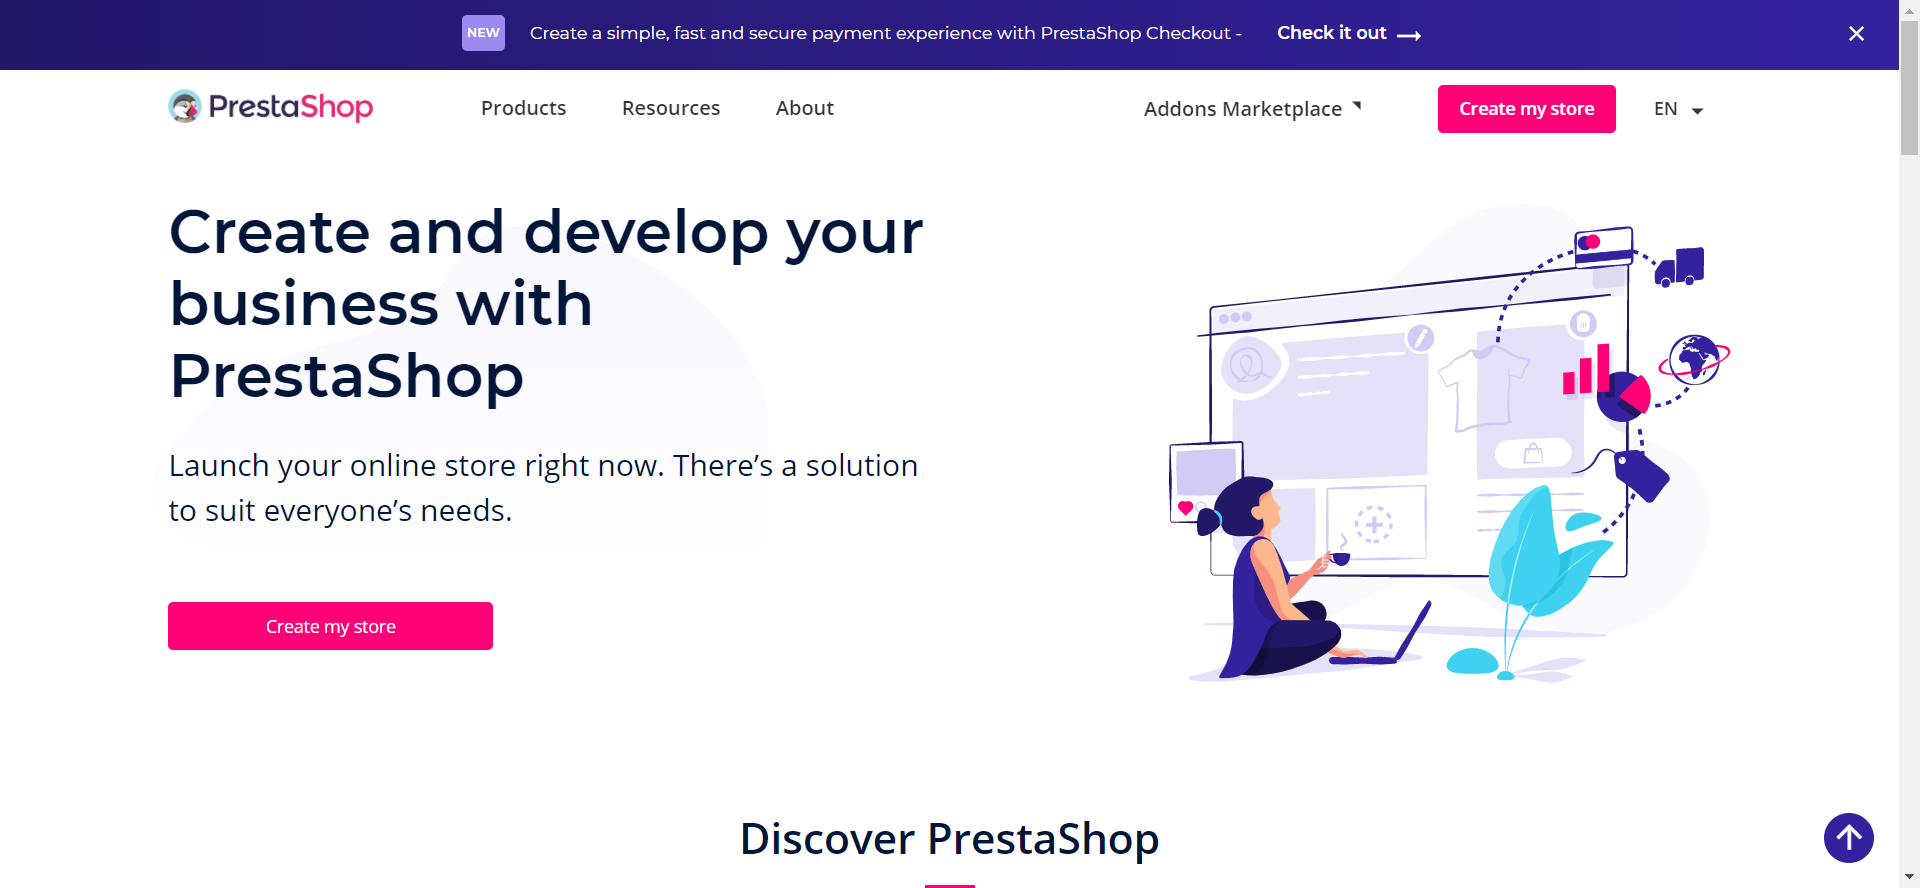 NEW Create a simple, fast and secure payment experience with PrestaShop Checkout - Check it out
PrestaShop Products Resources About Addons Marketplace Create my store EN
Create and develop your
business with
PrestaShop
Launch your online store right now. There’s a solution
to suit everyone’s needs.
Create my store
Discover PrestaShop